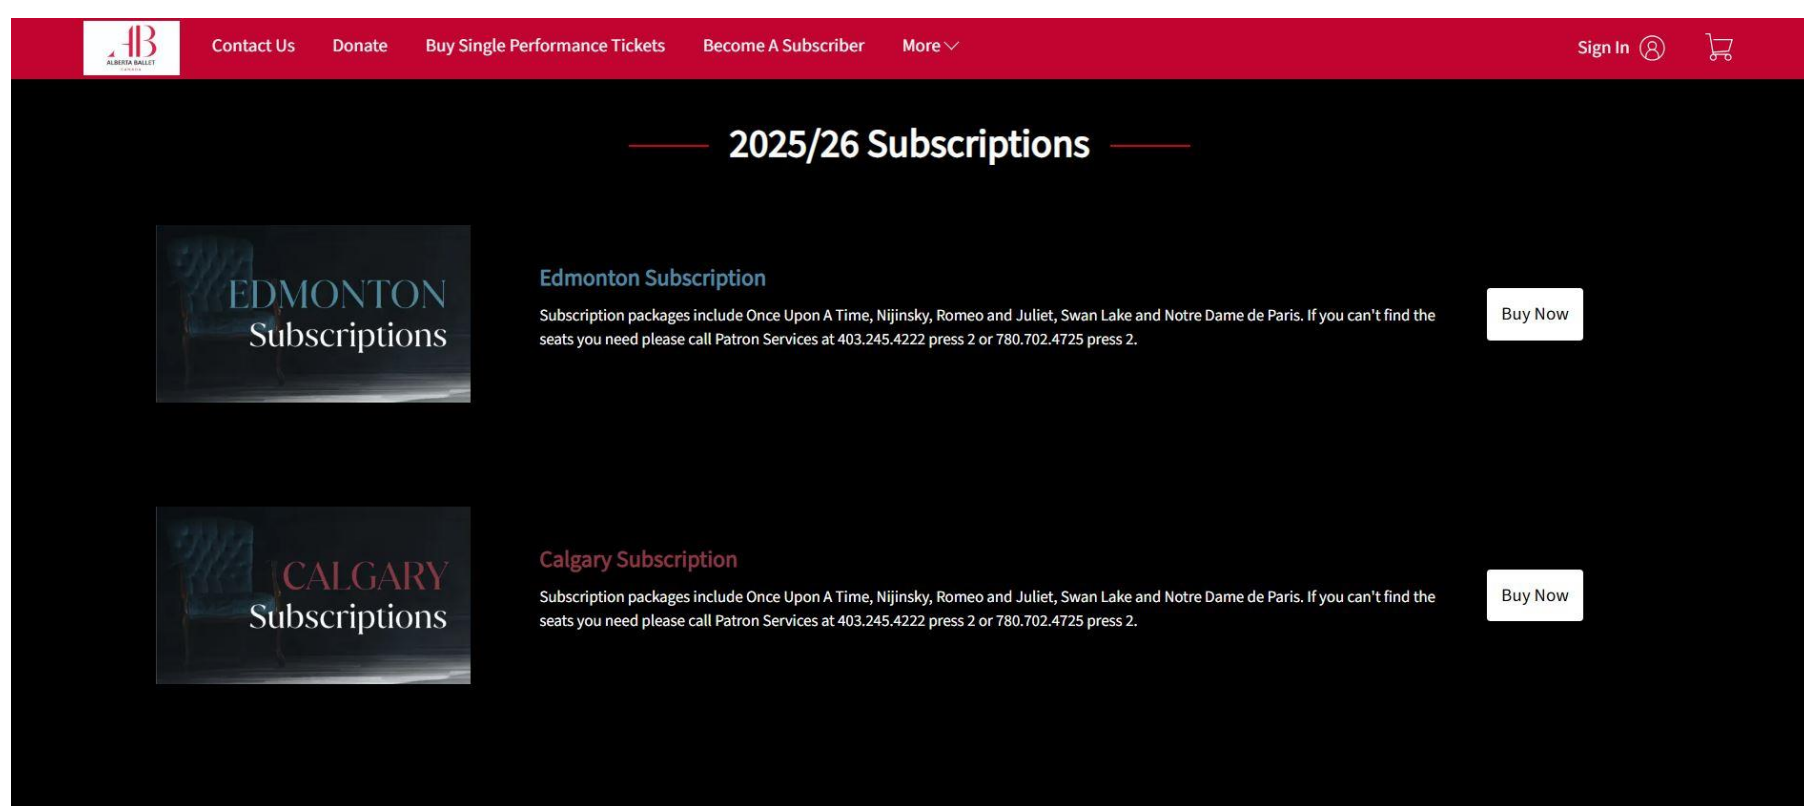 AB
ALBERTA BALLET
CANADA
Contact Us
Donate
Buy Single Performance Tickets
Become A Subscriber
More
Sign In
2025/26 Subscriptions
EDMONTON
Subscriptions
Edmonton Subscription
Subscription packages include Once Upon A Time, Nijinsky, Romeo and Juliet, Swan Lake and Notre Dame de Paris. If you can't find the
seats you need please call Patron Services at 403.245.4222 press 2 or 780.702.4725 press 2.
Buy Now
CALGARY
Subscriptions
Calgary Subscription
Subscription packages include Once Upon A Time, Nijinsky, Romeo and Juliet, Swan Lake and Notre Dame de Paris. If you can't find the
seats you need please call Patron Services at 403.245.4222 press 2 or 780.702.4725 press 2.
Buy Now